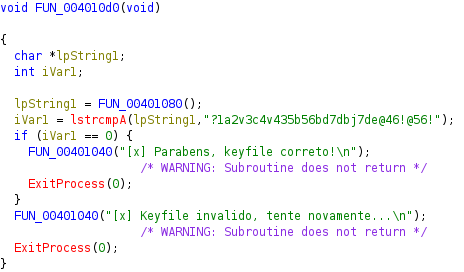 void FUN_004010d0(void)
{
char *lpString1;
int iVar1;
lpString1 = FUN_00401080();
iVar1 = lstrcmpA(lpString1,"?1a2v3c4v435b56bd7dbj7de@46!@56!");
if (iVar1 == 0) {
FUN_00401040("[x] Parabens, keyfile correto!\n");
/* WARNING: Subroutine does not return */
ExitProcess(0);
}
FUN_00401040("[x] Keyfile invalido, tente novamente...\n");
/* WARNING: Subroutine does not return */
ExitProcess(0);
}